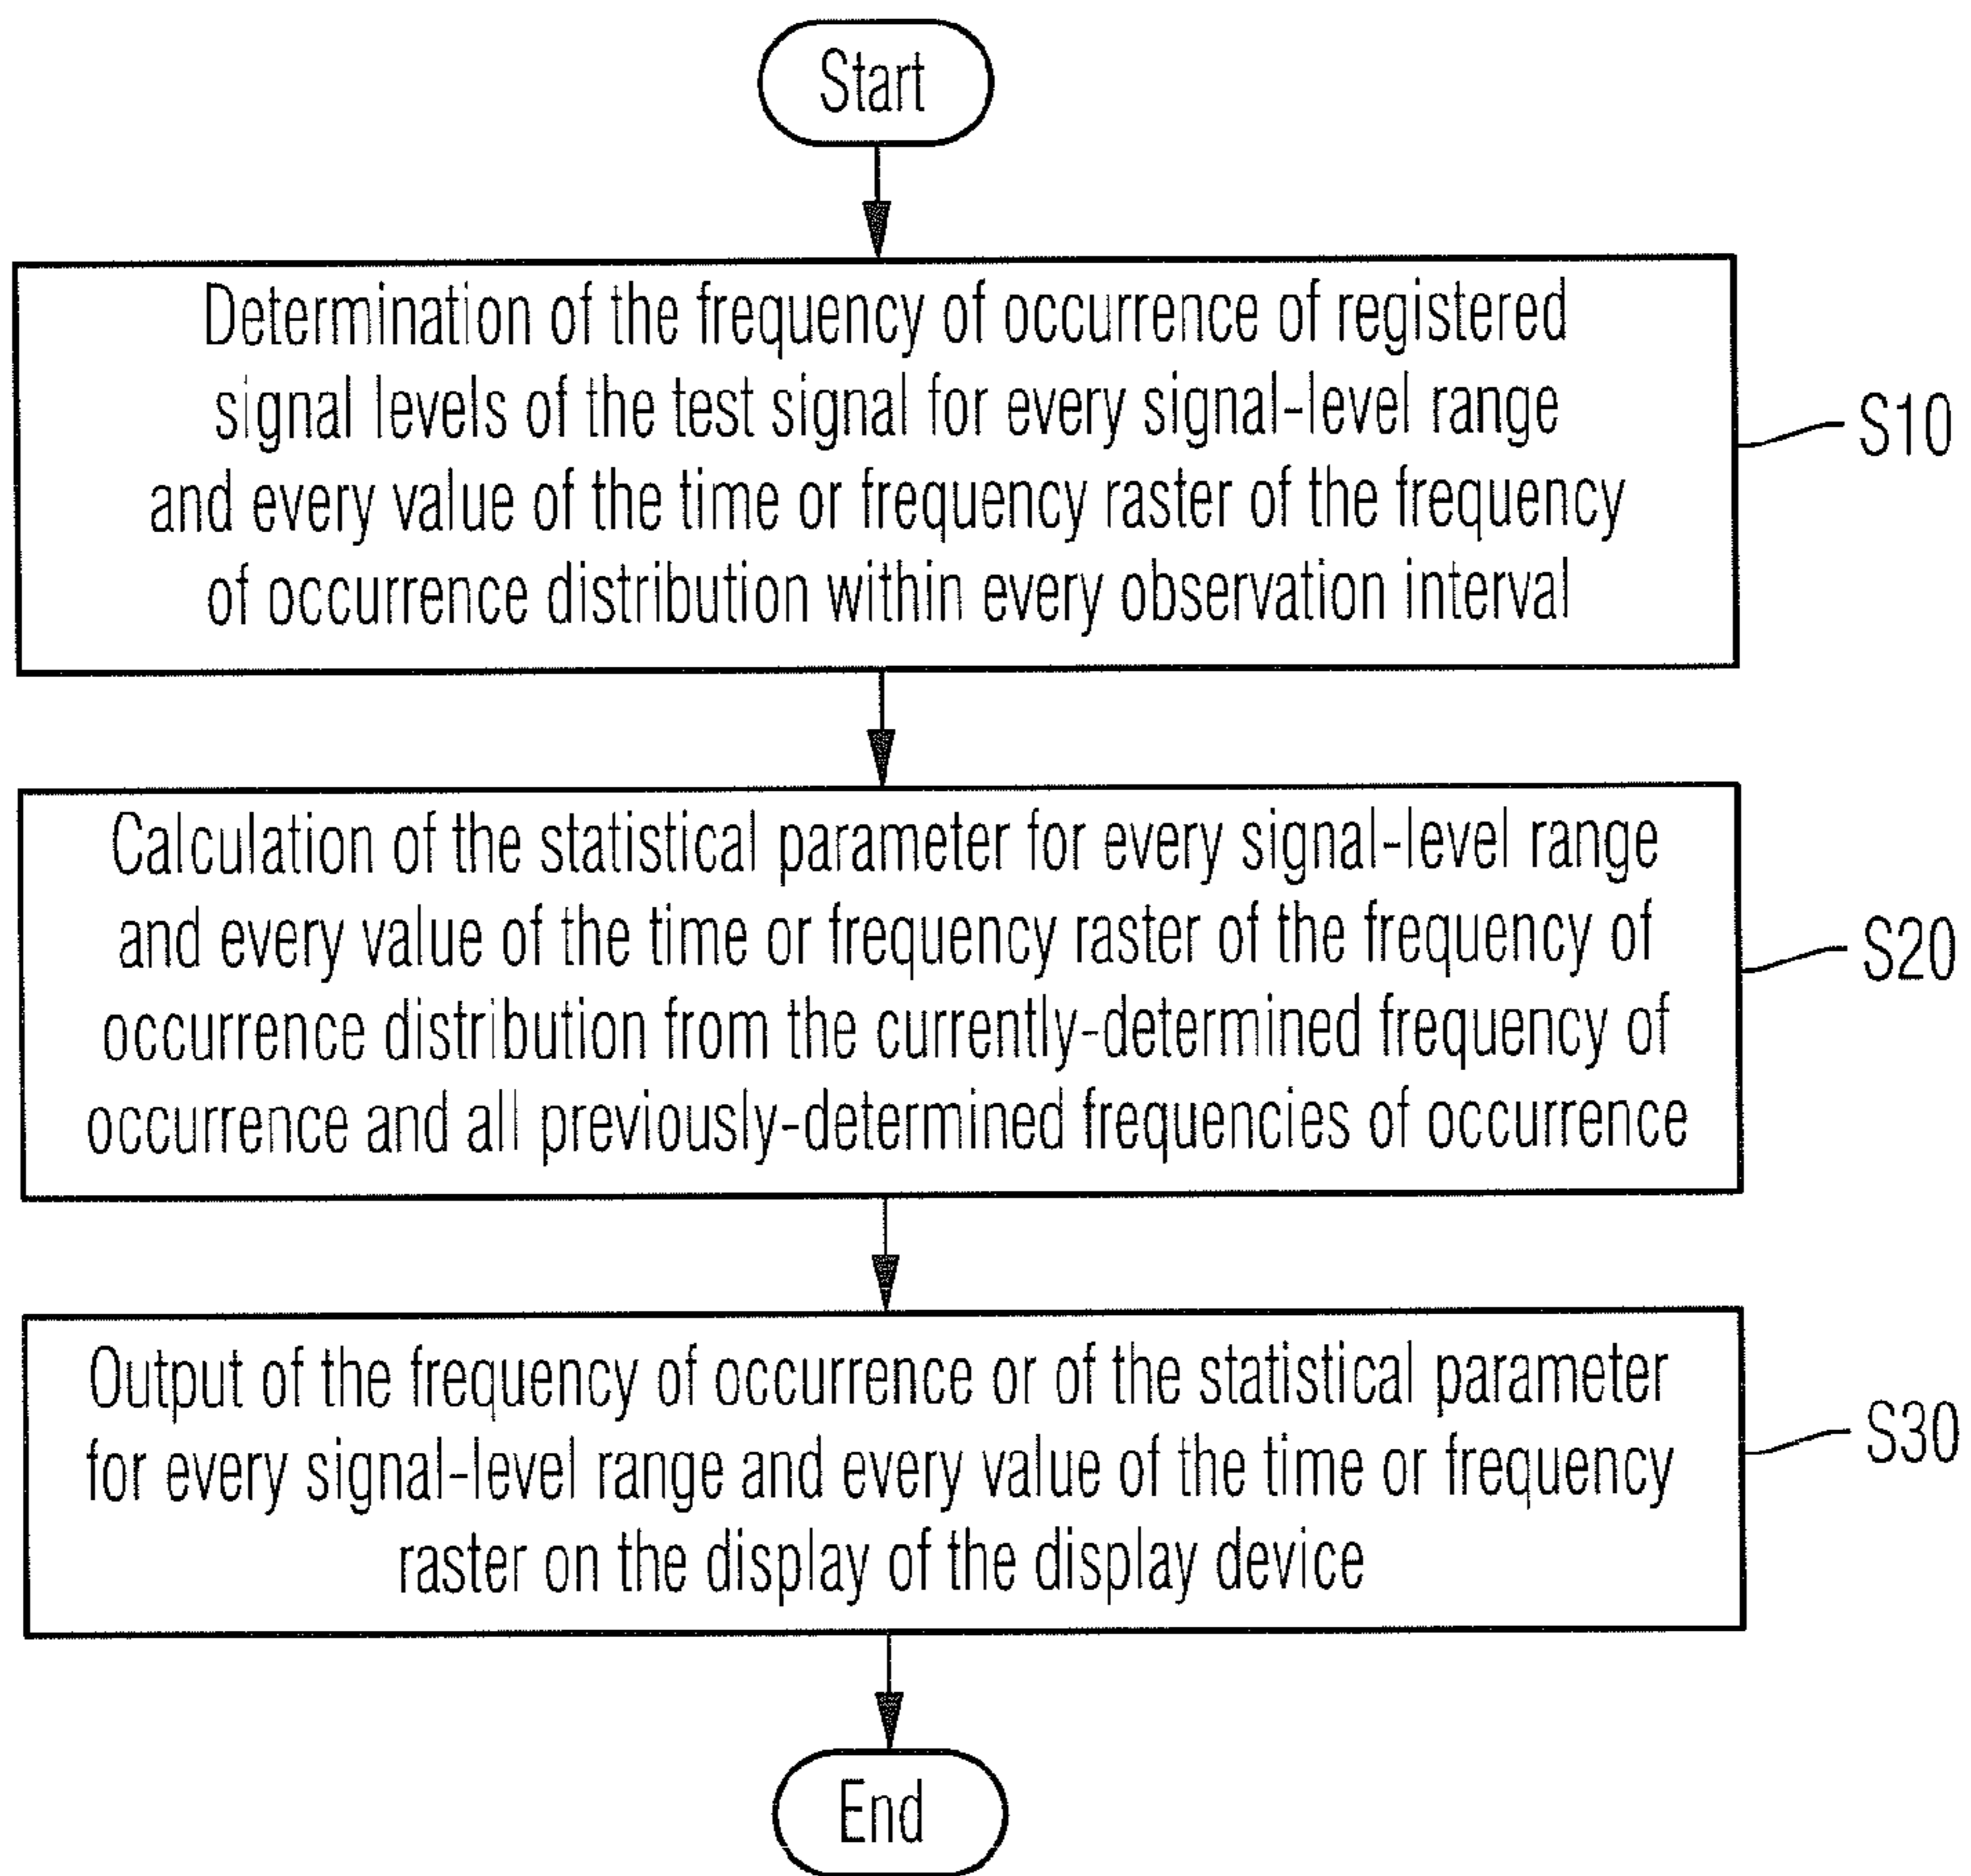 Start
Determination of the frequency of occurrence of registered
signal levels of the test signal for every signal-level range
and every value of the time or frequency raster of the frequency
of occurrence distribution within every observation interval
S10
Calculation of the statistical parameter for every signal-level range
and every value of the time or frequency raster of the frequency of
occurrence distribution from the currently-determined frequency of
occurrence and all previously-determined frequencies of occurrence
S20
Output of the frequency of occurrence or of the statistical parameter
for every signal-level range and every value of the time or frequency
raster on the display of the display device
S30
End